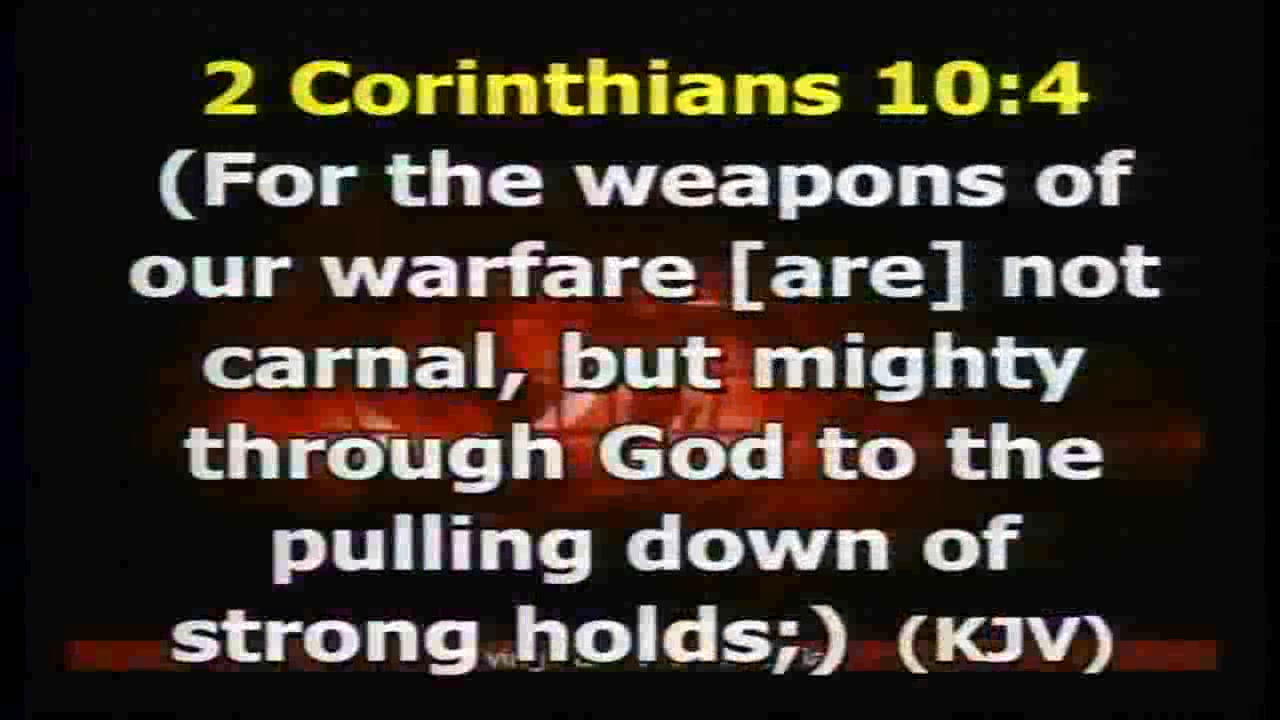 2 Corinthians 10:4
(For the weapons of
our warfare [are] not
carnal, but mighty
through God to the
pulling down of
strong holds;) (KJV)